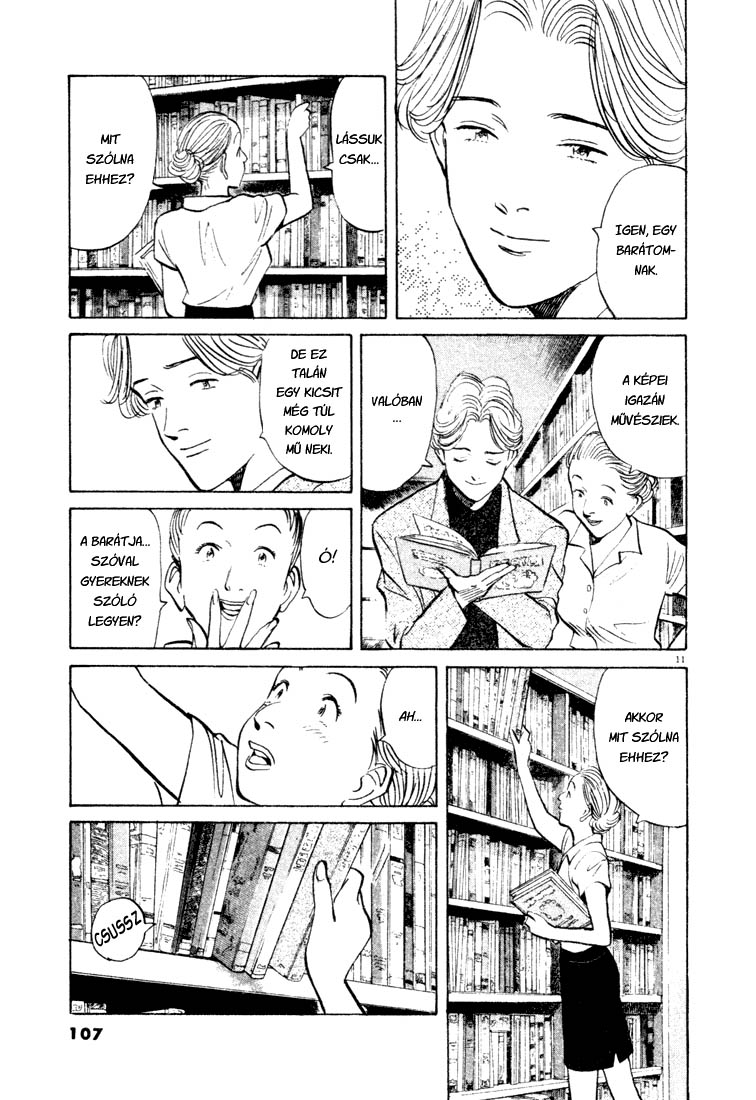 IGEN, EGY
BARÁTOM-
NAK.
LÁSSUK
CSAK...
MIT
SZÓLNA
EHHEZ?
A KÉPEI
IGAZÁN
MŰVÉSZIEK.
VALÓBAN
...
DE EZ
TALÁN
EGY KICSIT
MÉG TÚL
KOMOLY
MŰ NEKI.
Ó!
A BARÁTJA...
SZÓVAL
GYEREKNEK
SZÓLÓ
LEGYEN?
11
AKKOR
MIT SZÓLNA
EHHEZ?
AH...
CSUSSZ
107